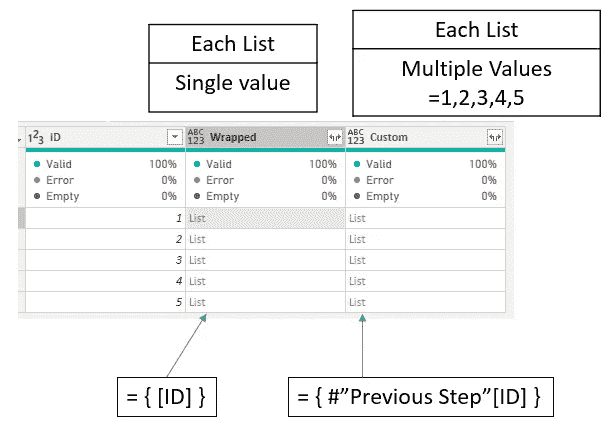 Each List
Single value
Each List
Multiple Values
=1,2,3,4,5
1²3 iD ABC 123 Wrapped ABC 123 Custom
Valid 100% Valid 100% Valid 100%
Error 0% Error 0% Error 0%
Empty 0% Empty 0% Empty 0%
1 List List
2 List List
3 List List
4 List List
5 List List
= { [ID] }
= { #”Previous Step”[ID] }